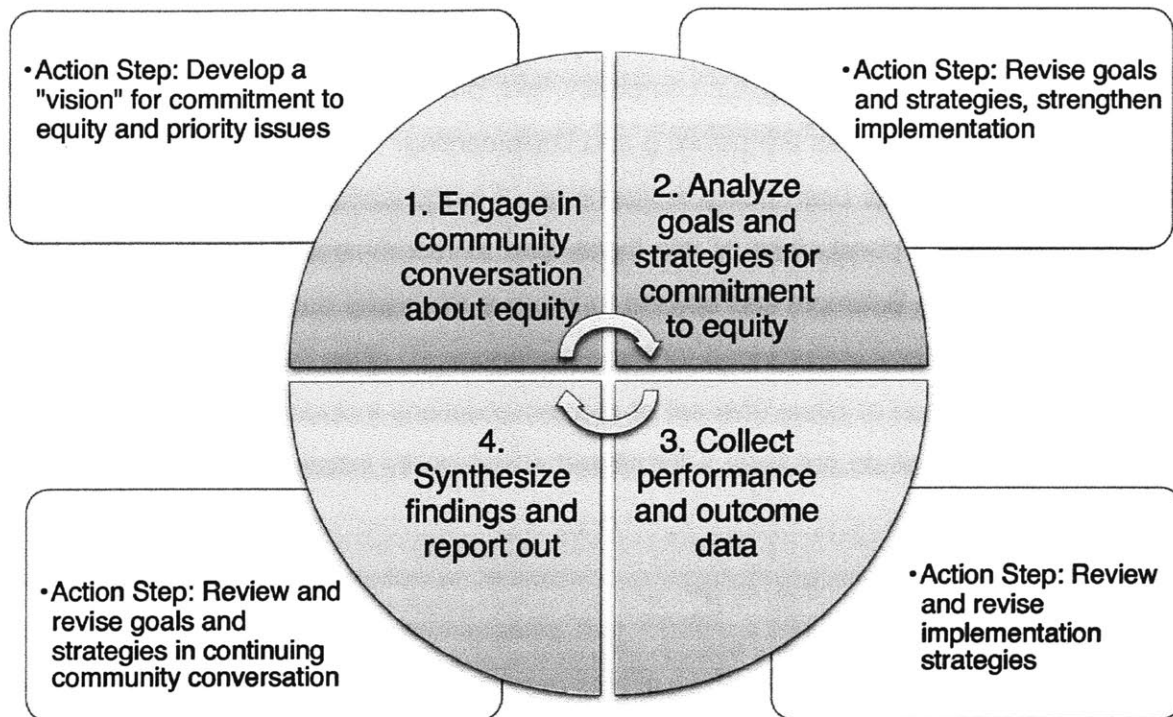 •Action Step: Develop a
"vision" for commitment to
equity and priority issues
•Action Step: Revise goals
and strategies, strengthen
implementation
1. Engage in
community
conversation
about equity
2. Analyze
goals and
strategies for
commitment
to equity
4.
Synthesize
findings and
report out
3. Collect
performance
and outcome
data
•Action Step: Review and
revise goals and
strategies in continuing
community conversation
•Action Step: Review
and revise
implementation
strategies